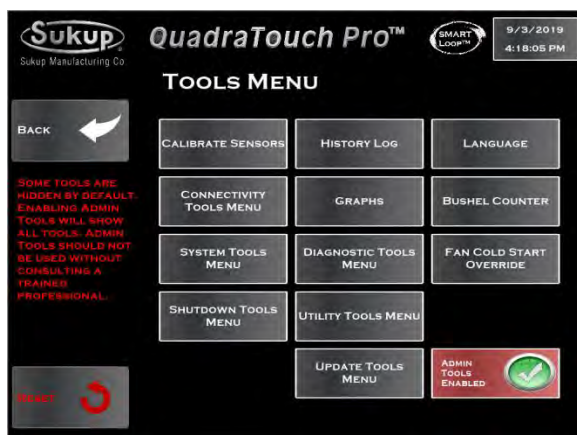 Sukup
Sukup Manufacturing Co
QuadraTouch Pro™
SMART
LOOP™
9/3/2019
4:18:05 PM
TOOLS MENU
BACK
SOME TOOLS ARE
HIDDEN BY DEFAULT.
ENABLING ADMIN
TOOLS WILL SHOW
ALL TOOLS. ADMIN
TOOLS SHOULD NOT
BE USED WITHOUT
CONSULTING A
TRAINED
PROFESSIONAL.
RESET
CALIBRATE SENSORS
HISTORY LOG
LANGUAGE
CONNECTIVITY
TOOLS MENU
GRAPHS
BUSHEL COUNTER
SYSTEM TOOLS
MENU
DIAGNOSTIC TOOLS
MENU
FAN COLD START
OVERRIDE
SHUTDOWN TOOLS
MENU
UTILITY TOOLS MENU
UPDATE TOOLS
MENU
ADMIN
TOOLS
ENABLED